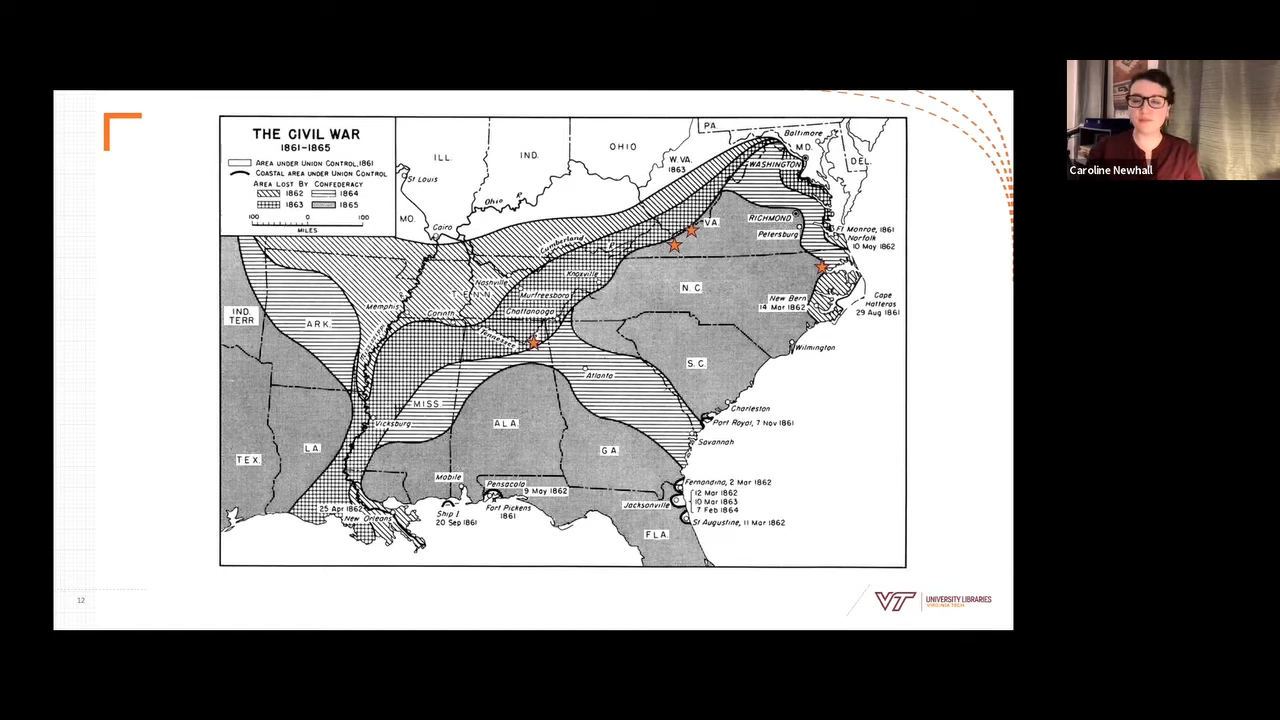 THE CIVIL WAR
1861-1865
AREA UNDER UNION CONTROL, 1861
COASTAL AREA UNDER UNION CONTROL
AREA LOST BY CONFEDERACY
1862
1864
1863
1865
100 0 100
MILES
ILL.
IND.
OHIO
PA.
W. VA.
1863
Baltimore
MD.
DEL.
WASHINGTON
St Louis
MO.
Ohio R
Cairo
VA.
RICHMOND
Petersburg
Ft Monroe, 1861
Norfolk
10 May 1862
Cumberland
R
Knoxville
Nashville
TENN
Murfreesboro
Chattanooga
N. C.
New Bern
14 Mar 1862
Cape
Hatteras
29 Aug 1861
IND.
TERR
ARK.
Memphis
Corinth
Tennessee
Mississippi
Wilmington
S. C.
Atlanta
MISS.
Charleston
Port Royal, 7 Nov 1861
Vicksburg
ALA.
Savannah
TEX.
LA.
GA.
Mobile
Pensacola
9 May 1862
Fernandina, 2 Mar 1862
12 Mar 1862
10 Mar 1863
7 Feb 1864
Jacksonville
25 Apr 1862
New Orleans
Ship I
20 Sep 1861
Fort Pickens
1861
St Augustine, 11 Mar 1862
FLA.
12
VT
UNIVERSITY LIBRARIES
VIRGINIA TECH.
Caroline Newhall